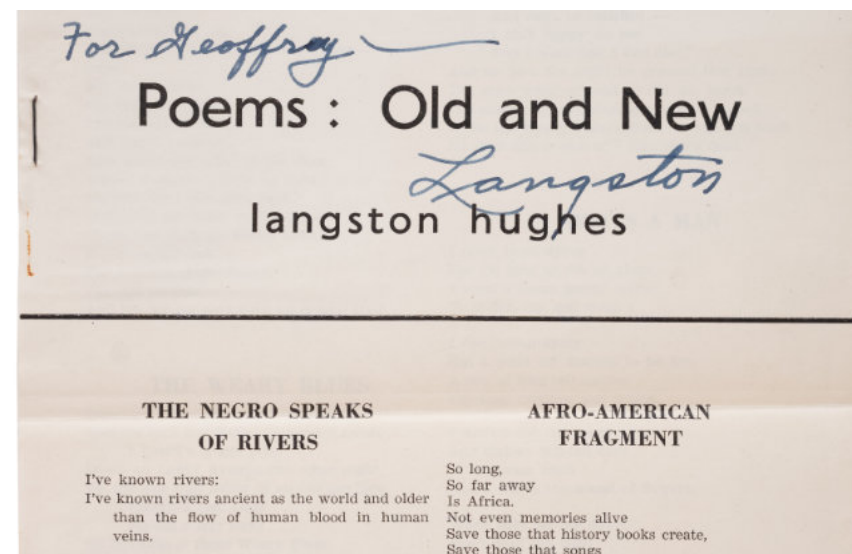 For Geoffrey
Poems : Old and New
Langston
langston hughes
THE NEGRO SPEAKS
OF RIVERS
I've known rivers:
I've known rivers ancient as the world and older
than the flow of human blood in human
veins.
AFRO-AMERICAN
FRAGMENT
So long,
So far away
Is Africa.
Not even memories alive
Save those that history books create,
Save those that songs